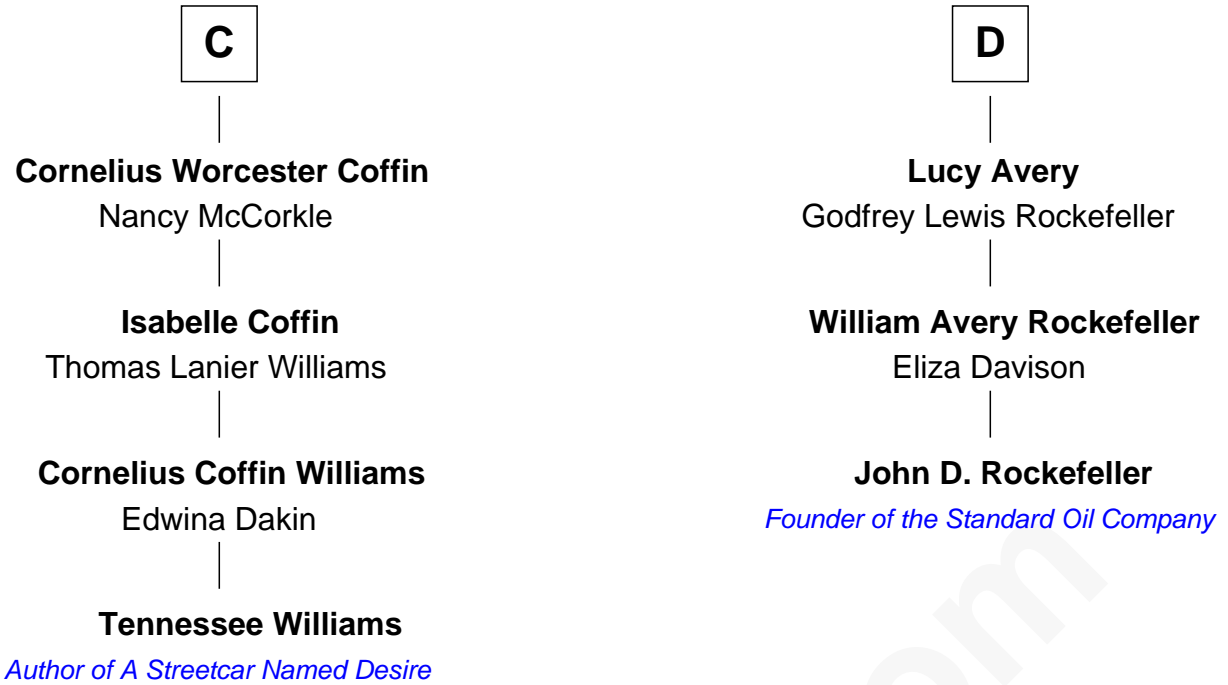 C
Cornelius Worcester Coffin
Nancy McCorkle
Isabelle Coffin
Thomas Lanier Williams
Cornelius Coffin Williams
Edwina Dakin
Tennessee Williams
Author of A Streetcar Named Desire
D
Lucy Avery
Godfrey Lewis Rockefeller
William Avery Rockefeller
Eliza Davison
John D. Rockefeller
Founder of the Standard Oil Company
om